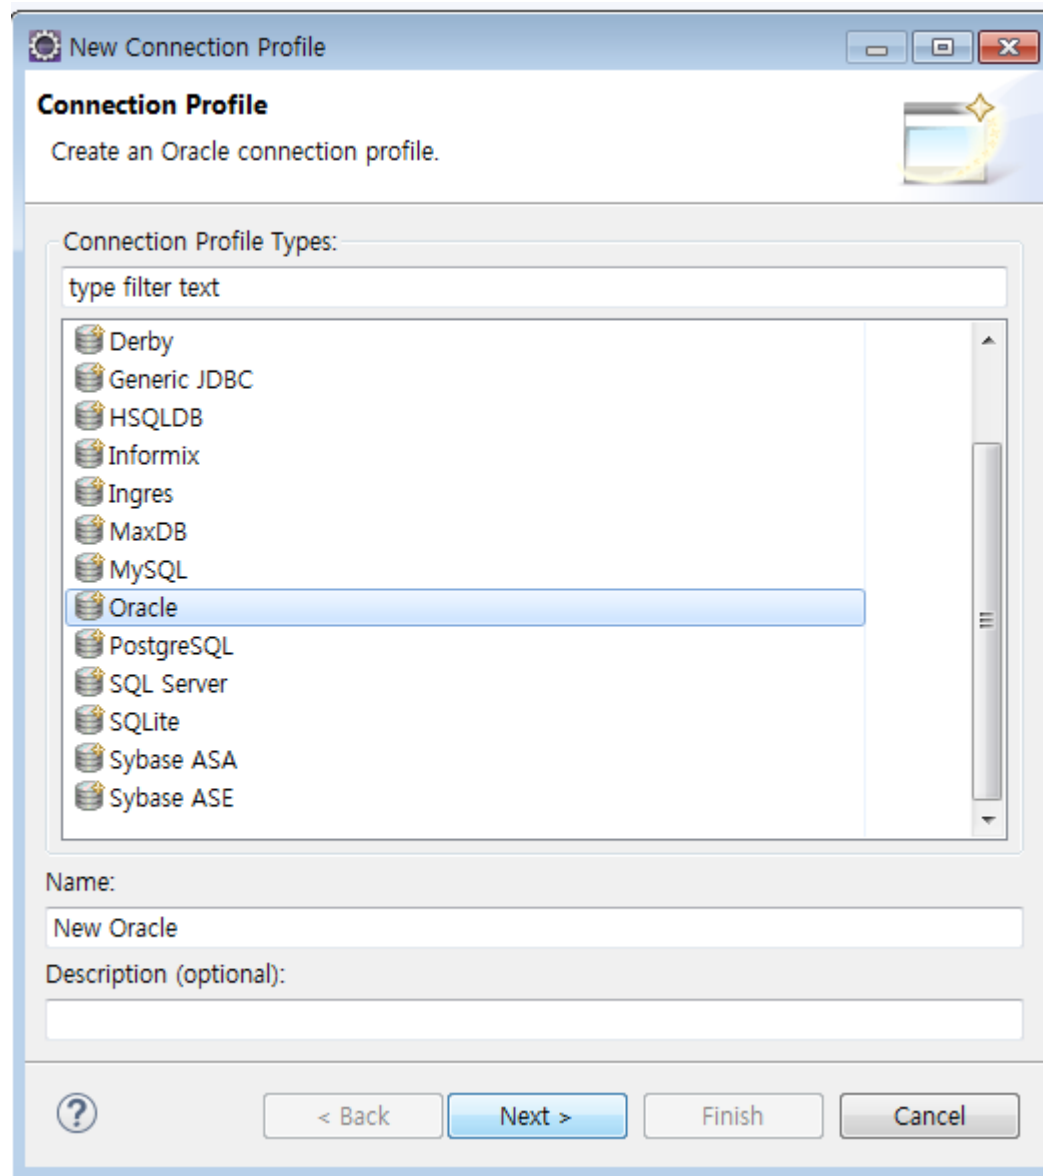 New Connection Profile
Connection Profile
Create an Oracle connection profile.
Connection Profile Types:
type filter text
Derby
Generic JDBC
HSQLDB
Informix
Ingres
MaxDB
MySQL
Oracle
PostgreSQL
SQL Server
SQLite
Sybase ASA
Sybase ASE
Name:
New Oracle
Description (optional):
? < Back Next > Finish Cancel